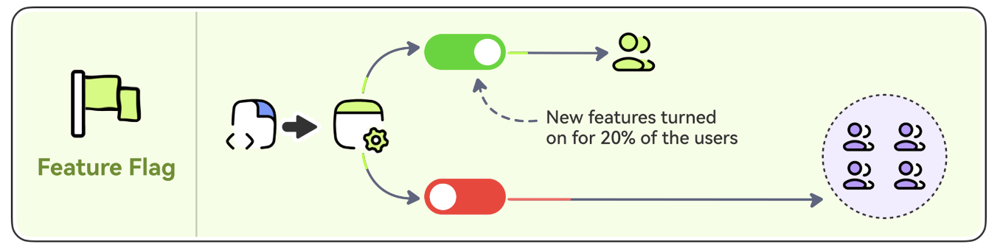 Feature Flag
New features turned
on for 20% of the users